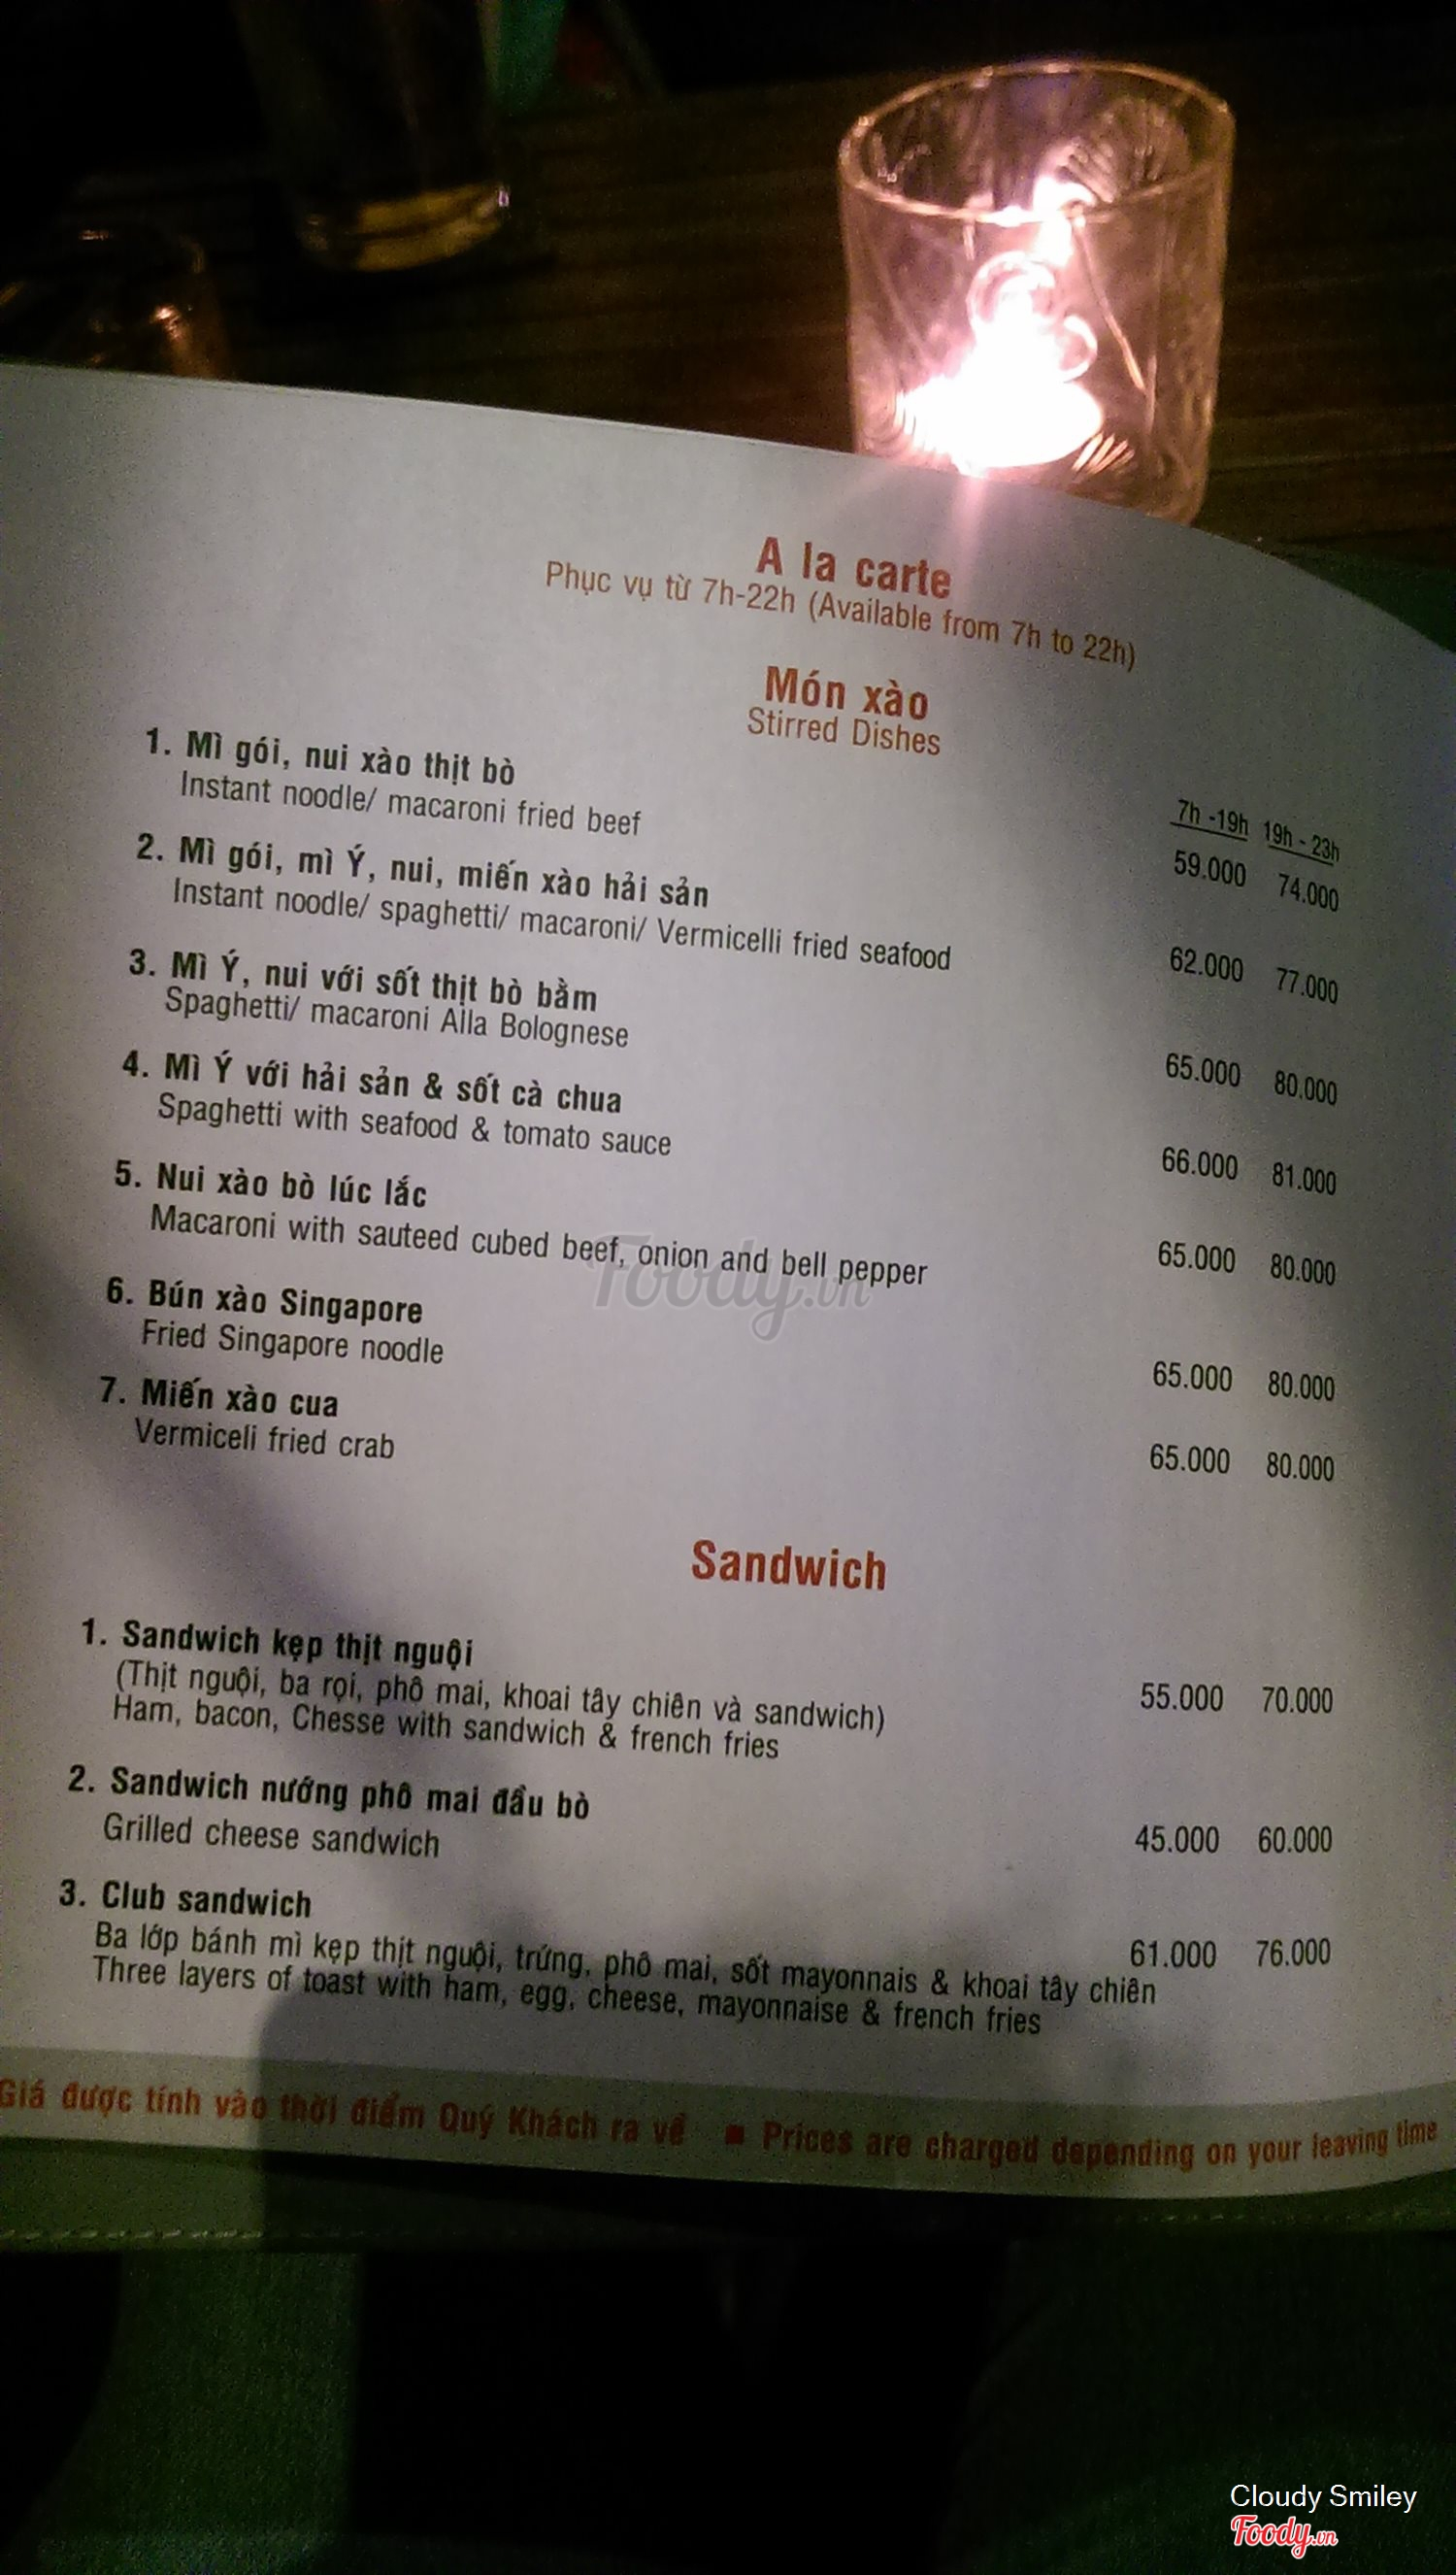 A la carte
Phục vụ từ 7h-22h (Available from 7h to 22h)
Món xào
Stirred Dishes
7h -19h 19h - 23h
1. Mì gói, nui xào thịt bò 59.000 74.000
Instant noodle/ macaroni fried beef
2. Mì gói, mì Ý, nui, miến xào hải sản 62.000 77.000
Instant noodle/ spaghetti/ macaroni/ Vermicelli fried seafood
3. Mì Ý, nui với sốt thịt bò bằm 65.000 80.000
Spaghetti/ macaroni Alla Bolognese
4. Mì Ý với hải sản & sốt cà chua 66.000 81.000
Spaghetti with seafood & tomato sauce
5. Nui xào bò lúc lắc 65.000 80.000
Macaroni with sauteed cubed beef, onion and bell pepper
6. Bún xào Singapore 65.000 80.000
Fried Singapore noodle
7. Miến xào cua 65.000 80.000
Vermiceli fried crab
Foody.vn
Sandwich
1. Sandwich kẹp thịt nguội 55.000 70.000
(Thịt nguội, ba rọi, phô mai, khoai tây chiên và sandwich)
Ham, bacon, Chesse with sandwich & french fries
2. Sandwich nướng phô mai đầu bò 45.000 60.000
Grilled cheese sandwich
3. Club sandwich 61.000 76.000
Ba lớp bánh mì kẹp thịt nguội, trứng, phô mai, sốt mayonnais & khoai tây chiên
Three layers of toast with ham, egg, cheese, mayonnaise & french fries
Giá được tính vào thời điểm Quý Khách ra về ■ Prices are charged depending on your leaving time
Cloudy Smiley
Foody.vn